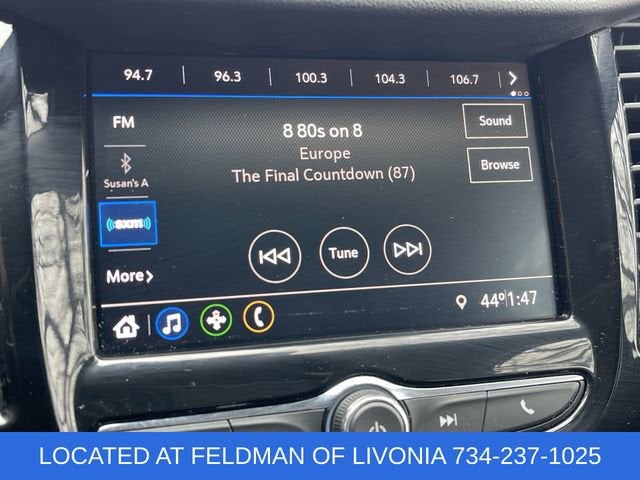 94.7 96.3 100.3 104.3 106.7
FM
8 80s on 8
Sound
Europe
Susan's A
The Final Countdown (87)
Browse
((SXM))
Tune
More
44° 1:47
LOCATED AT FELDMAN OF LIVONIA 734-237-1025